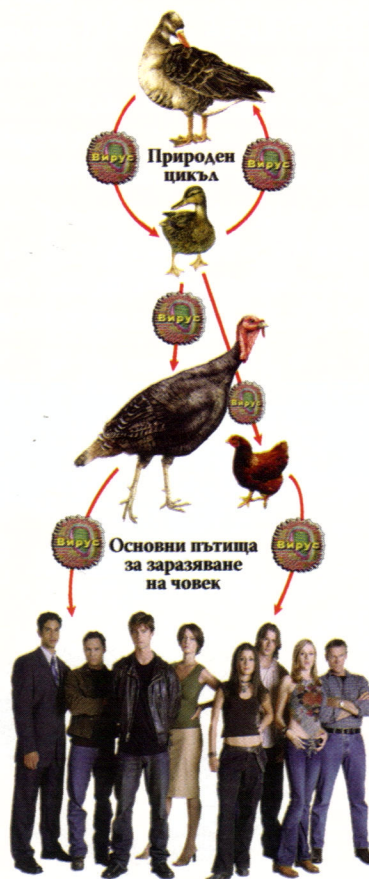 Вирус
Природен
цикъл
Вирус
Вирус
Вирус
Вирус
Основни пътища
за заразяване
на човек
Вирус